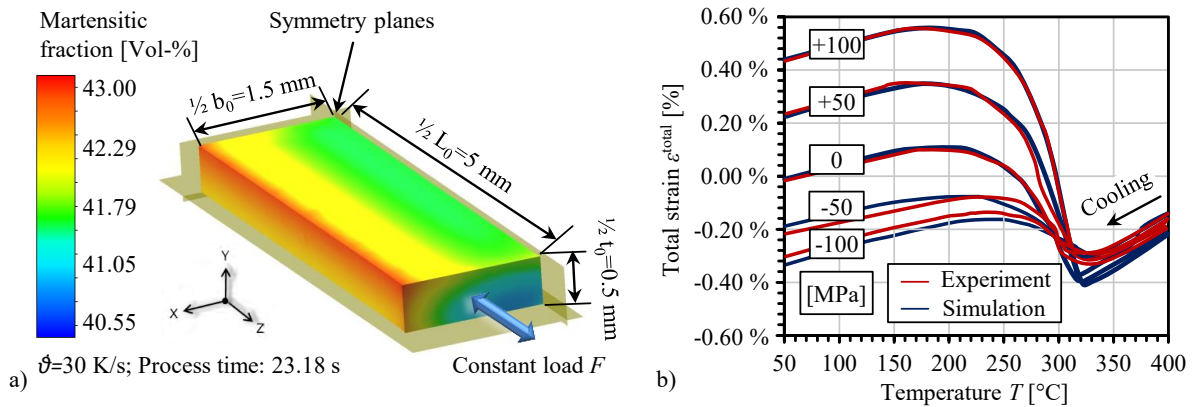 Martensitic
fraction [Vol-%]
Symmetry planes
43.00
42.29
41.79
41.05
40.55
½ b₀=1.5 mm
½ L₀=5 mm
½ t₀=0.5 mm
Y
X
Z
Constant load F
a) ϑ=30 K/s; Process time: 23.18 s
0.60 %
0.40 %
0.20 %
0.00 %
-0.20 %
-0.40 %
-0.60 %
Total strain εᵗᵒᵗᵃˡ [%]
+100
+50
0
-50
-100
[MPa]
Cooling
Experiment
Simulation
50 100 150 200 250 300 350 400
Temperature T [°C]
b)